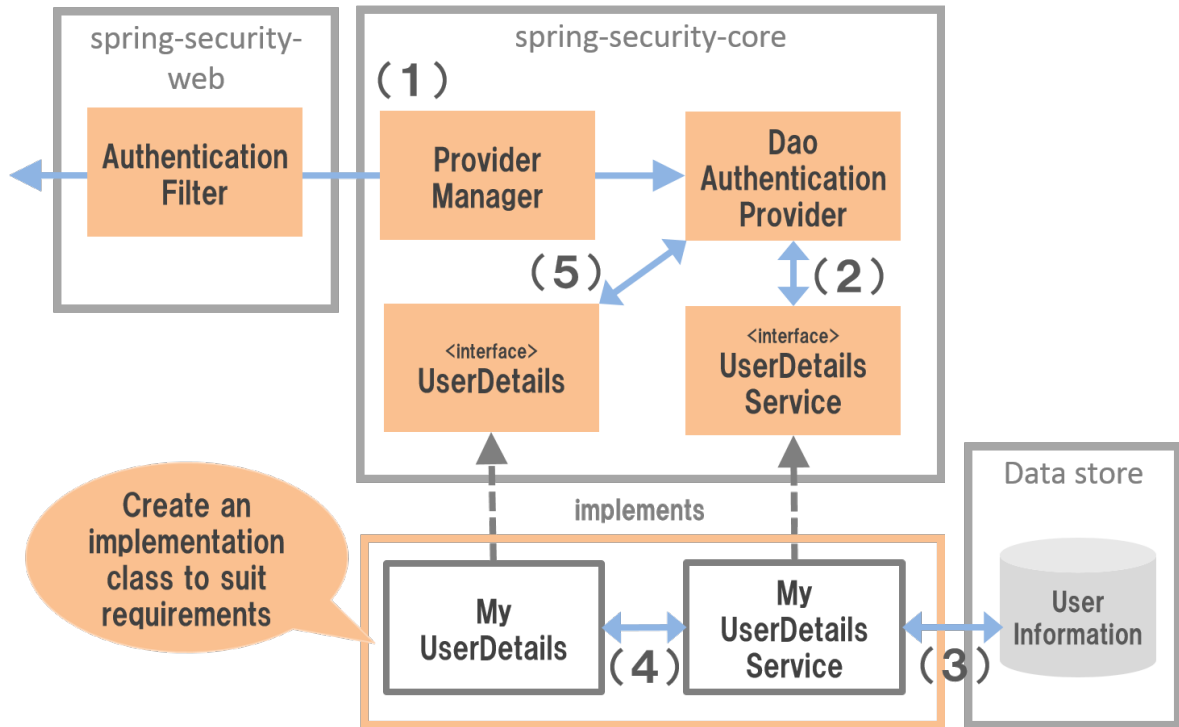 spring-security-
web
Authentication
Filter
spring-security-core
（1）
Provider
Manager
Dao
Authentication
Provider
（5）
（2）
<interface>
UserDetails
<interface>
UserDetails
Service
implements
Create an
implementation
class to suit
requirements
My
UserDetails
（4）
My
UserDetails
Service
（3）
Data store
User
Information